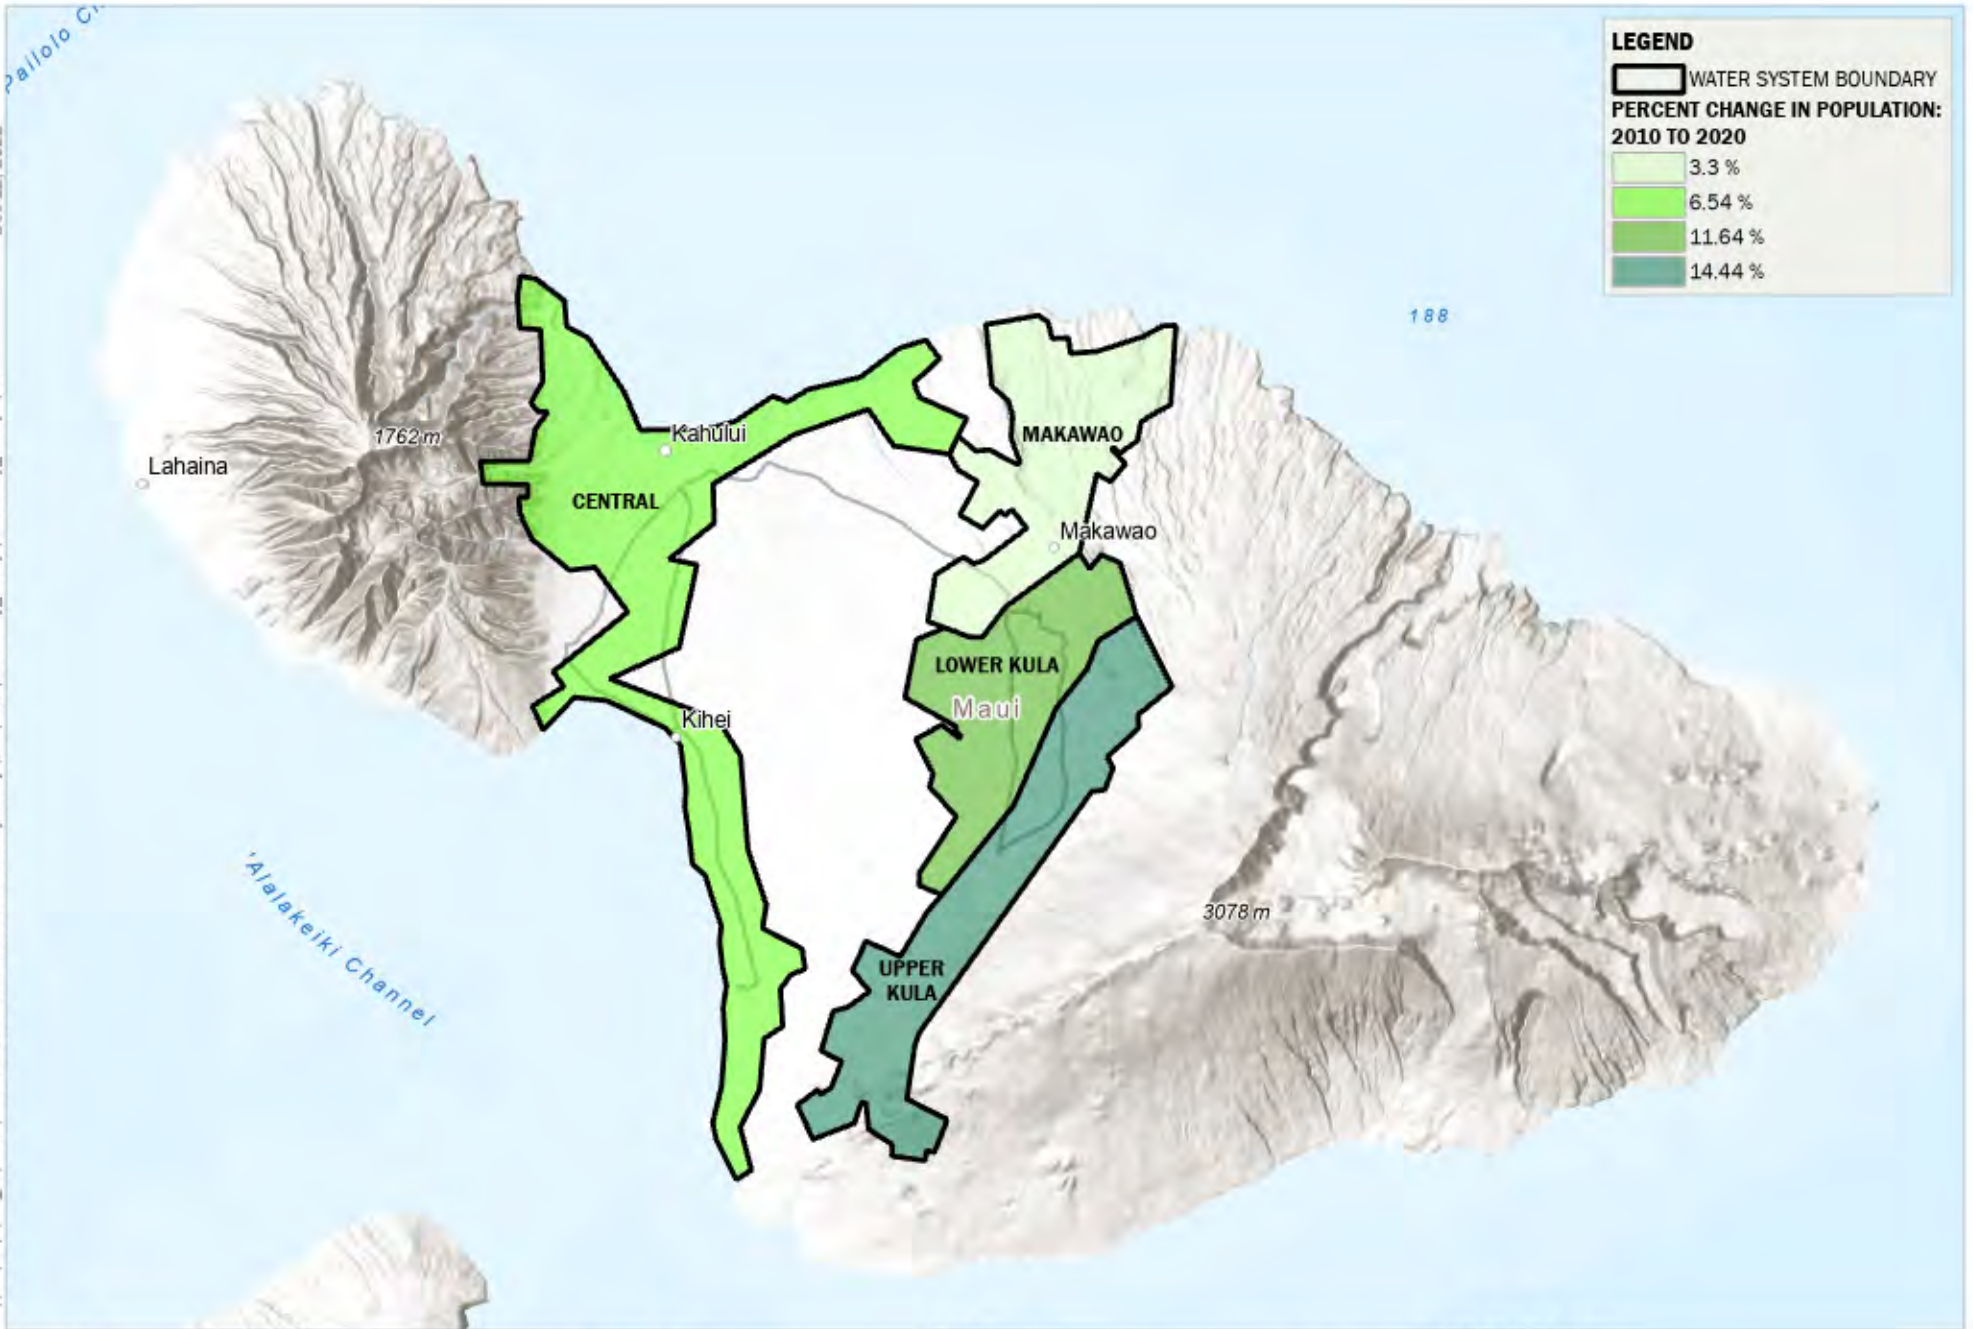 LEGEND
WATER SYSTEM BOUNDARY
PERCENT CHANGE IN POPULATION:
2010 TO 2020
3.3 %
6.54 %
11.64 %
14.44 %
Pailolo
188
1762 m
Kahului
MAKAWAO
Lahaina
CENTRAL
Makawao
LOWER KULA
Maui
Kihei
'Alalakeiki Channel
3078 m
UPPER
KULA